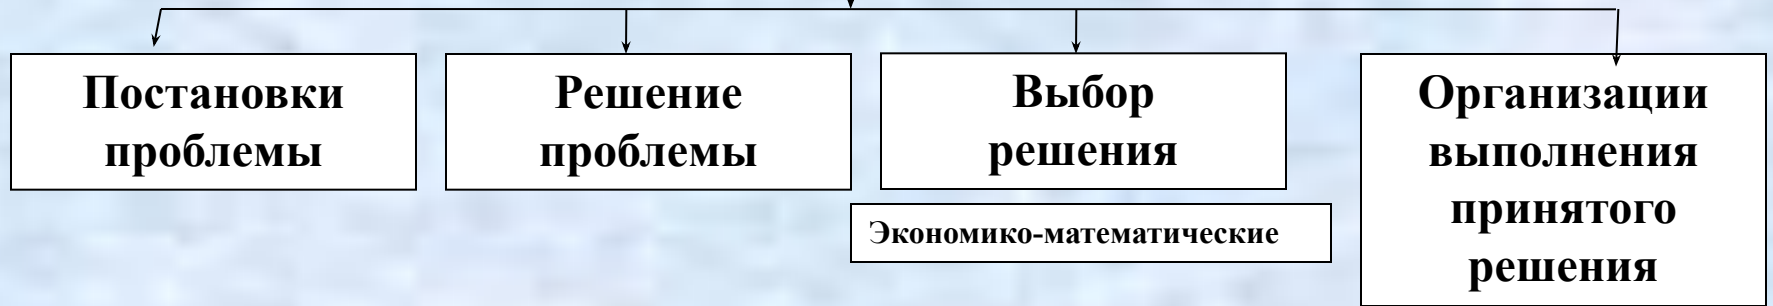 Постановки
проблемы
Решение
проблемы
Выбор
решения
Экономико-математические
Организации
выполнения
принятого
решения